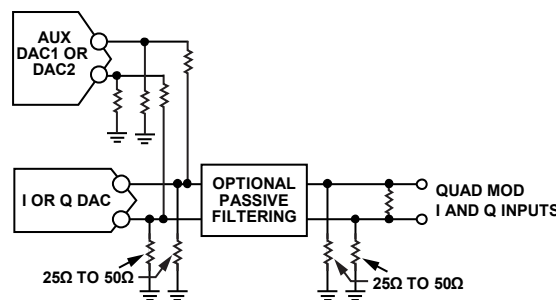 AUX
DAC1 OR
DAC2
I OR Q DAC
OPTIONAL
PASSIVE
FILTERING
QUAD MOD
I AND Q INPUTS
25Ω TO 50Ω
25Ω TO 50Ω